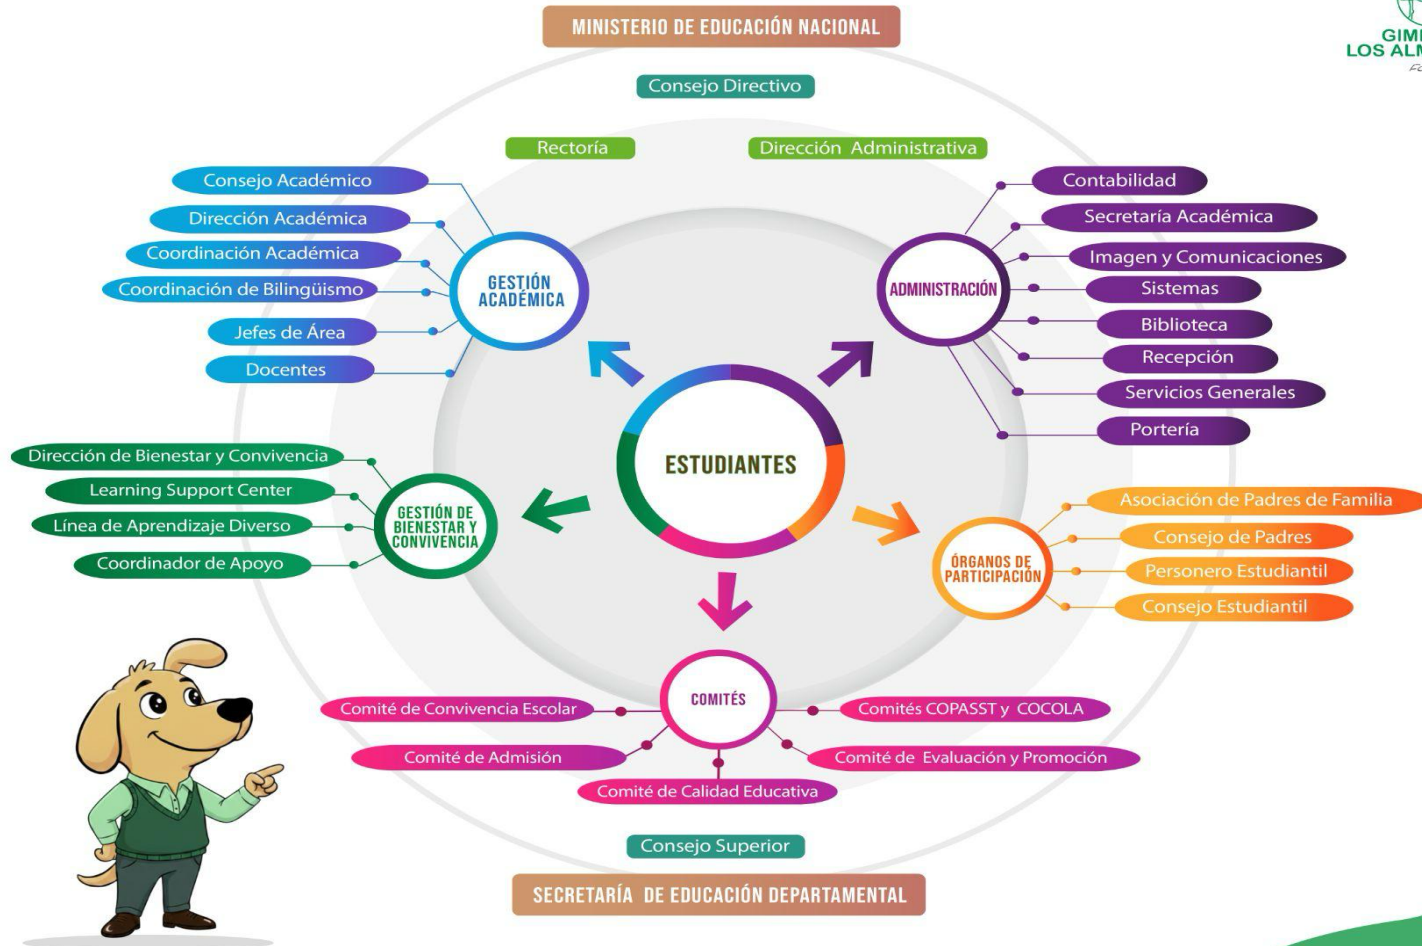 MINISTERIO DE EDUCACIÓN NACIONAL
LOS
Consejo Directivo
Rectoría
Dirección Administrativa
Consejo Académico
Dirección Académica
Coordinación Académica
Coordinación de Bilingüismo
Jefes de Área
Docentes
GESTIÓN
ACADÉMICA
ADMINISTRACIÓN
Contabilidad
Secretaría Académica
Imagen y Comunicaciones
Sistemas
Biblioteca
Recepción
Servicios Generales
Portería
ESTUDIANTES
Dirección de Bienestar y Convivencia
Learning Support Center
Línea de Aprendizaje Diverso
Coordinador de Apoyo
GESTIÓN DE
BIENESTAR Y
CONVIVENCIA
ÓRGANOS DE
PARTICIPACIÓN
Asociación de Padres de Familia
Consejo de Padres
Personero Estudiantil
Consejo Estudiantil
COMITÉS
Comité de Convivencia Escolar
Comité de Admisión
Comité de Calidad Educativa
Comités COPASST y COCOLA
Comité de Evaluación y Promoción
Consejo Superior
SECRETARÍA DE EDUCACIÓN DEPARTAMENTAL